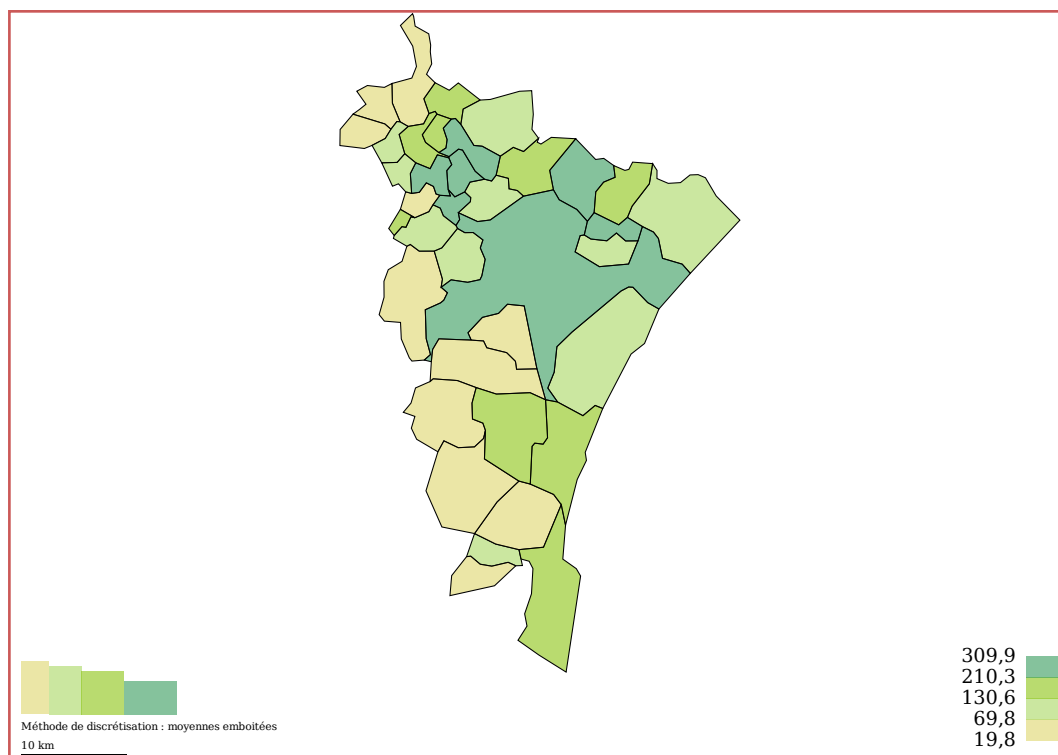 309,9
210,3
130,6
69,8
19,8
Méthode de discrétisation : moyennes emboitées
10 km